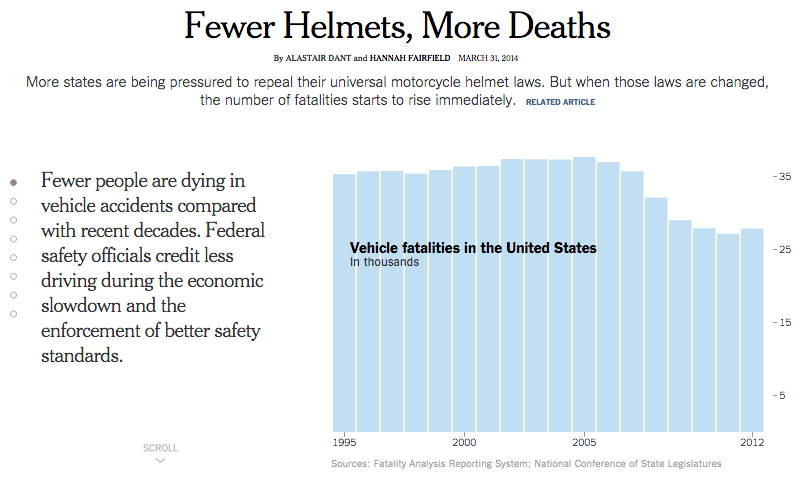 Fewer Helmets, More Deaths
By ALASTAIR DANT and HANNAH FAIRFIELD MARCH 31, 2014
More states are being pressured to repeal their universal motorcycle helmet laws. But when those laws are changed,
the number of fatalities starts to rise immediately. RELATED ARTICLE
Fewer people are dying in
vehicle accidents compared
with recent decades. Federal
safety officials credit less
driving during the economic
slowdown and the
enforcement of better safety
standards.
SCROLL
Vehicle fatalities in the United States
In thousands
35
25
15
5
1995 2000 2005 2012
Sources: Fatality Analysis Reporting System; National Conference of State Legislatures